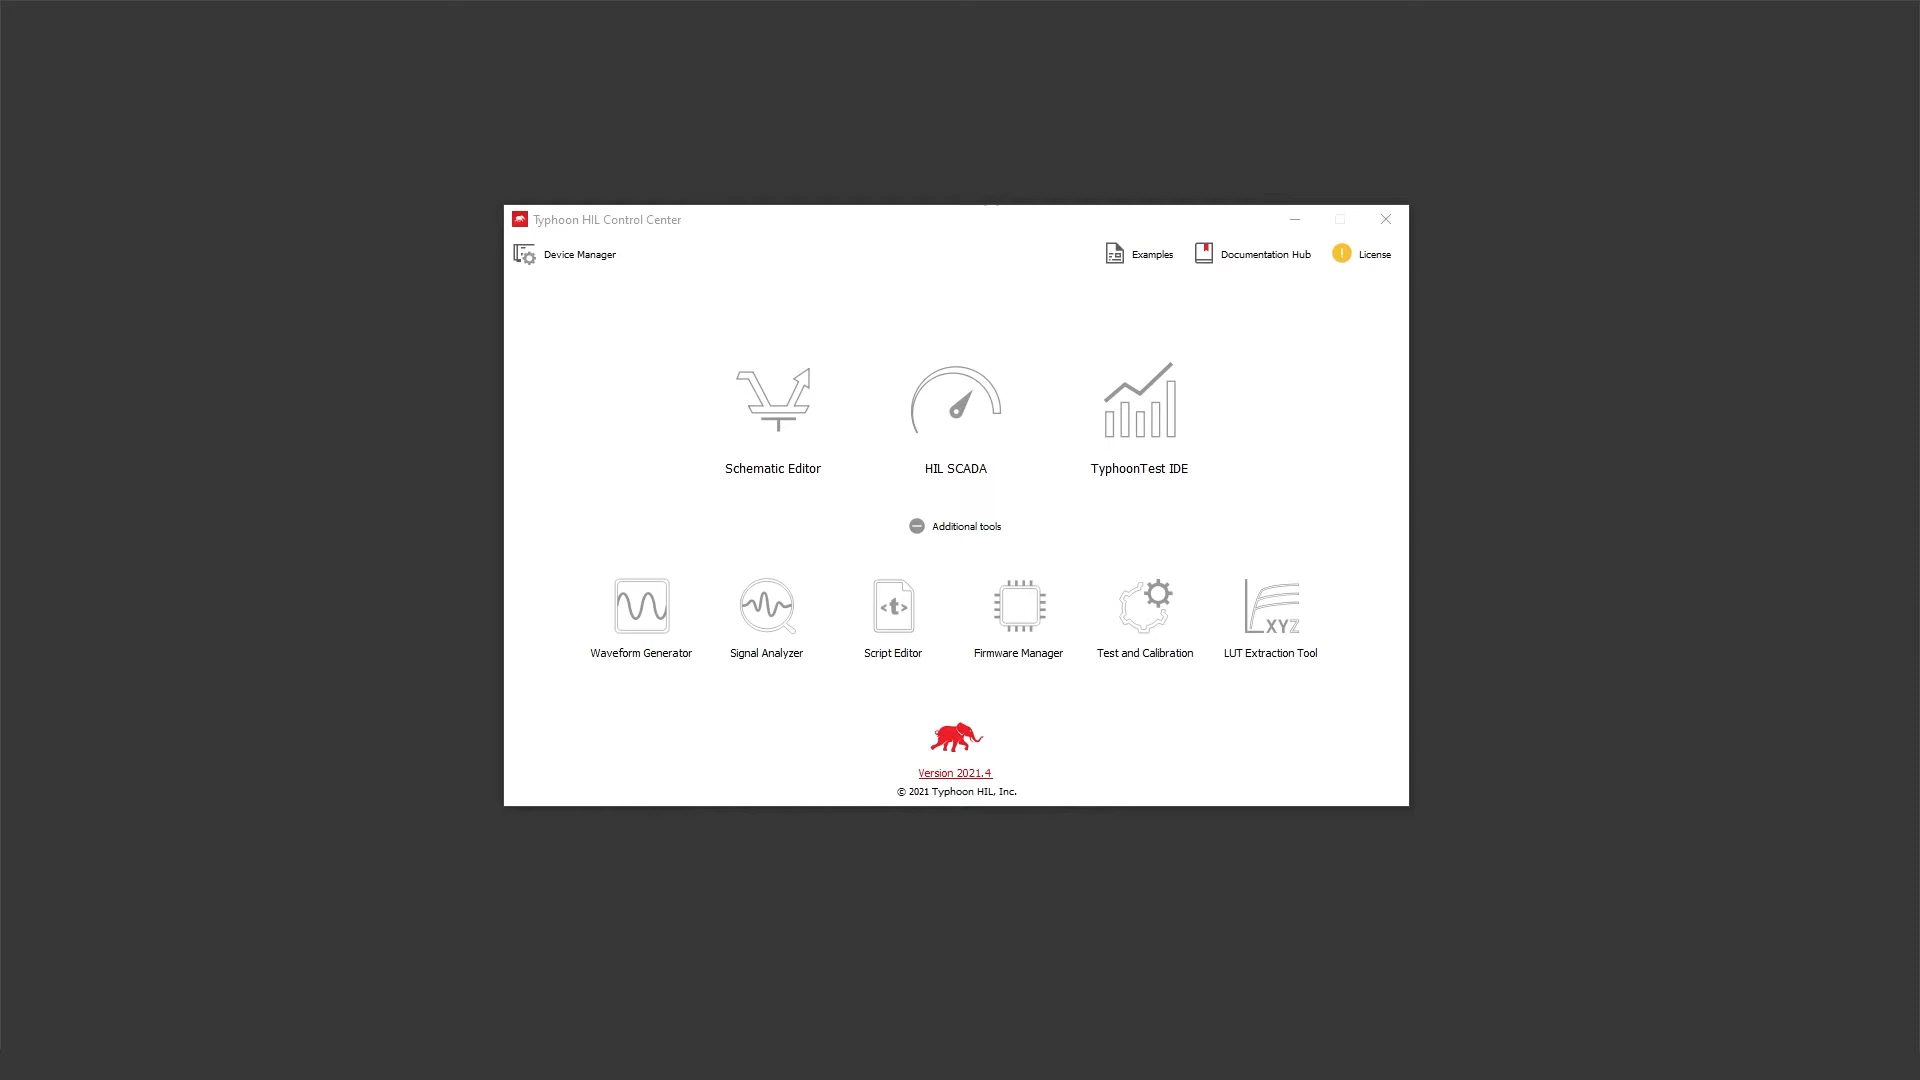 Typhoon HIL Control Center
Device Manager
Examples
Documentation Hub
! License
Schematic Editor
HIL SCADA
TyphoonTest IDE
Additional tools
<t>
XYZ
Waveform Generator
Signal Analyzer
Script Editor
Firmware Manager
Test and Calibration
LUT Extraction Tool
Version 2021.4
© 2021 Typhoon HIL, Inc.